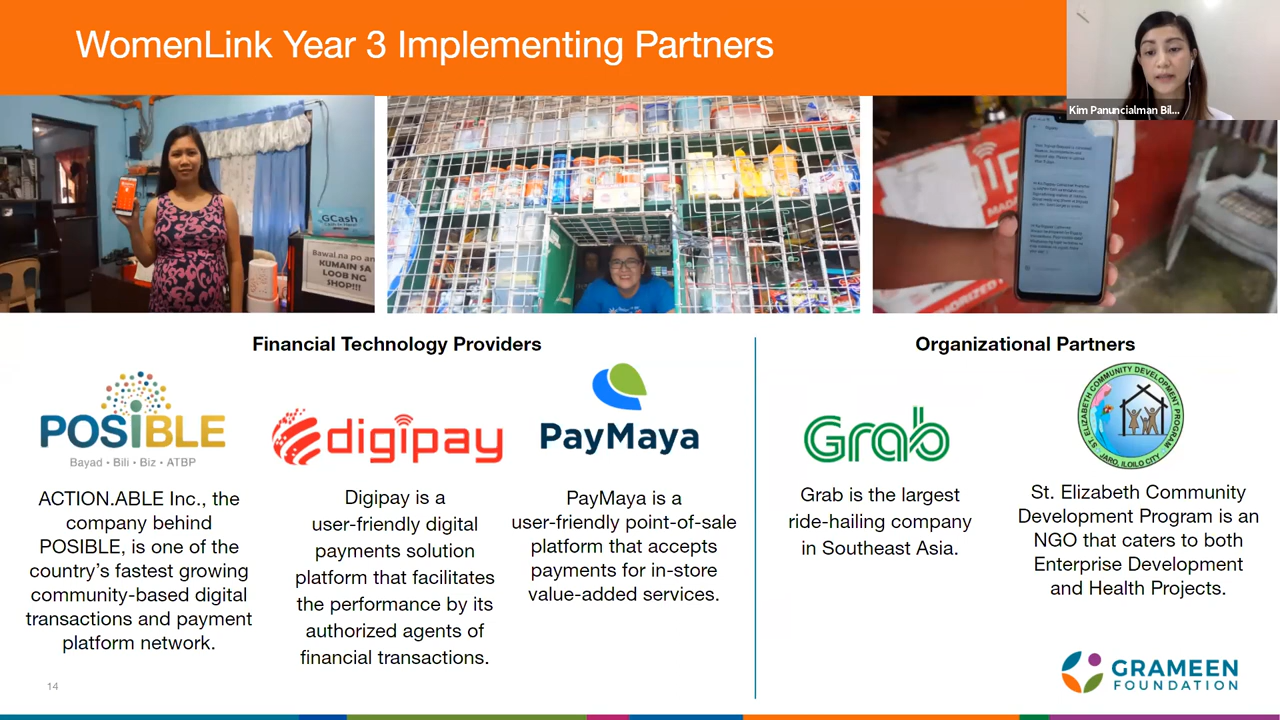 WomenLink Year 3 Implementing Partners
Kim Panuncialman Bil...
GCash
Bawal na po ang
KUMAIN SA
LOOB NG
SHOP!!!
Financial Technology Providers
Organizational Partners
POSiBLE
Bayad • Bili • Biz • ATBP
digipay
PayMaya
Grab
ST. ELIZABETH COMMUNITY DEVELOPMENT PROGRAM
JARO, ILOILO CITY
ACTION.ABLE Inc., the
company behind
POSIBLE, is one of the
country's fastest growing
community-based digital
transactions and payment
platform network.
Digipay is a
user-friendly digital
payments solution
platform that facilitates
the performance by its
authorized agents of
financial transactions.
PayMaya is a
user-friendly point-of-sale
platform that accepts
payments for in-store
value-added services.
Grab is the largest
ride-hailing company
in Southeast Asia.
St. Elizabeth Community
Development Program is an
NGO that caters to both
Enterprise Development
and Health Projects.
14
GRAMEEN
FOUNDATION